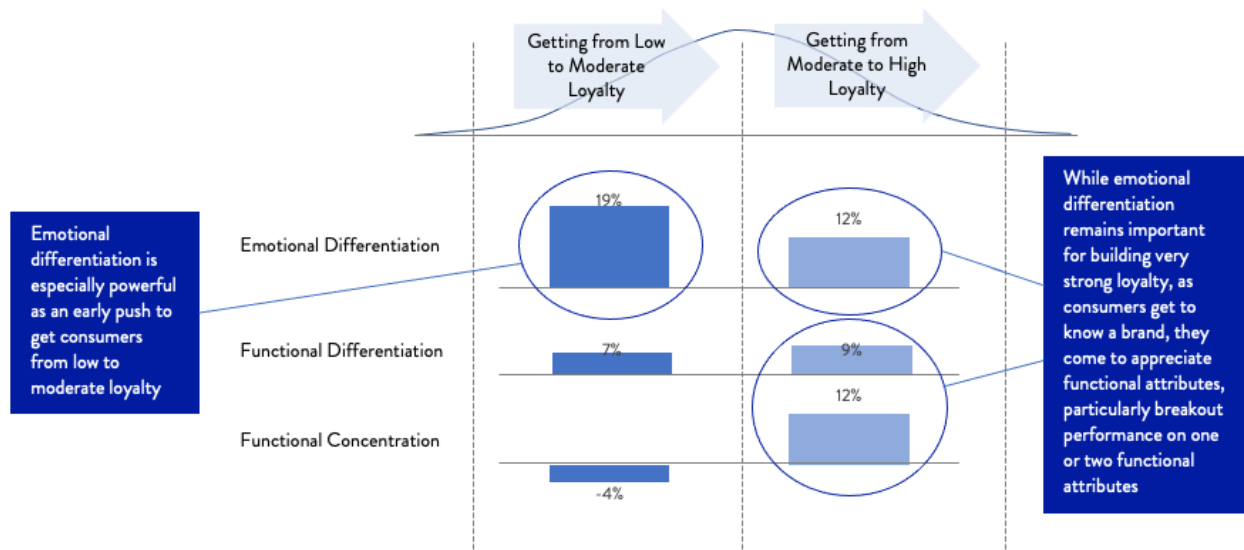 Getting from Low
to Moderate
Loyalty
Getting from
Moderate to High
Loyalty
Emotional
differentiation is
especially powerful
as an early push to
get consumers
from low to
moderate loyalty
Emotional Differentiation
19%
12%
Functional Differentiation
7%
9%
Functional Concentration
-4%
12%
While emotional
differentiation
remains important
for building very
strong loyalty, as
consumers get to
know a brand, they
come to appreciate
functional attributes,
particularly breakout
performance on one
or two functional
attributes